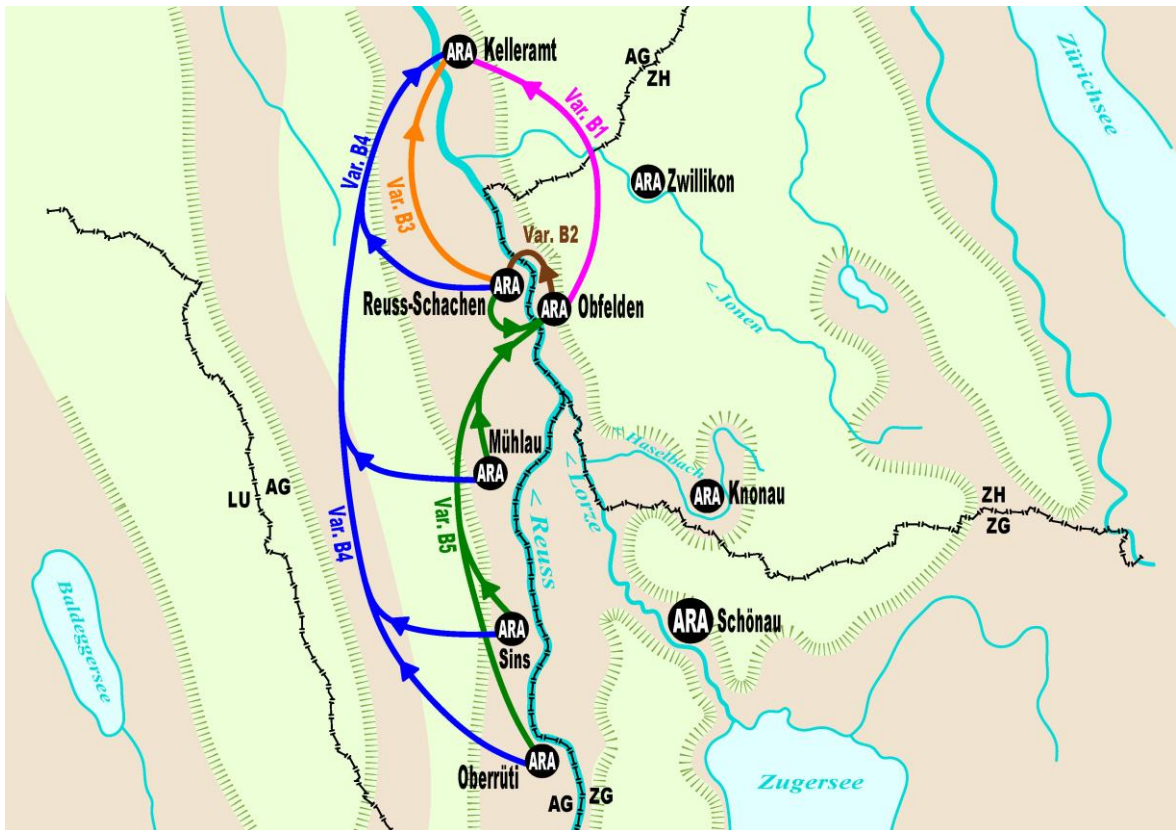 ARA Kelleramt
AG
ZH
Zürichsee
Var. B1
Var. B4
ARA Zwillikon
Var. B3
Var. B2
ARA
Reuss-Schachen
ARA Obfelden
< Jonen
Mühlau
ARA
Haselbach
<
ARA Knonau
< Lorze
< Reuss
LU AG
Var. B5
Var. B4
ZH
ZG
Baldeggersee
ARA Schönau
ARA
Sins
ARA
Oberrüti
AG ZG
Zugersee